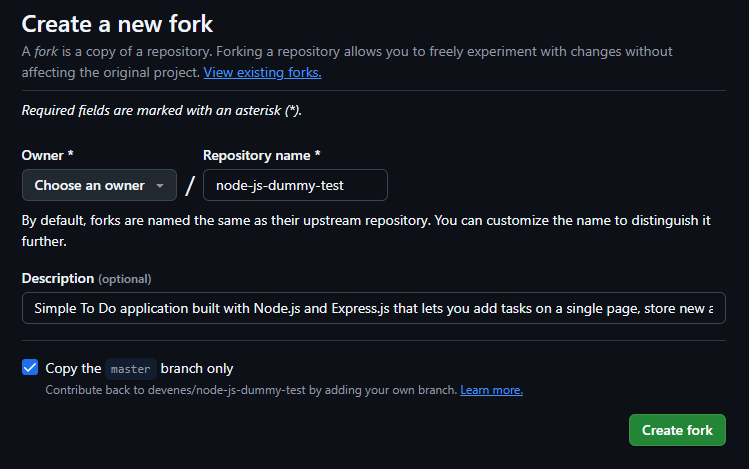 Create a new fork
A fork is a copy of a repository. Forking a repository allows you to freely experiment with changes without
affecting the original project. View existing forks.
Required fields are marked with an asterisk (*).
Owner *
Repository name *
Choose an owner
/
node-js-dummy-test
By default, forks are named the same as their upstream repository. You can customize the name to distinguish it
further.
Description (optional)
Simple To Do application built with Node.js and Express.js that lets you add tasks on a single page, store new a
Copy the master branch only
Contribute back to devenes/node-js-dummy-test by adding your own branch. Learn more.
Create fork